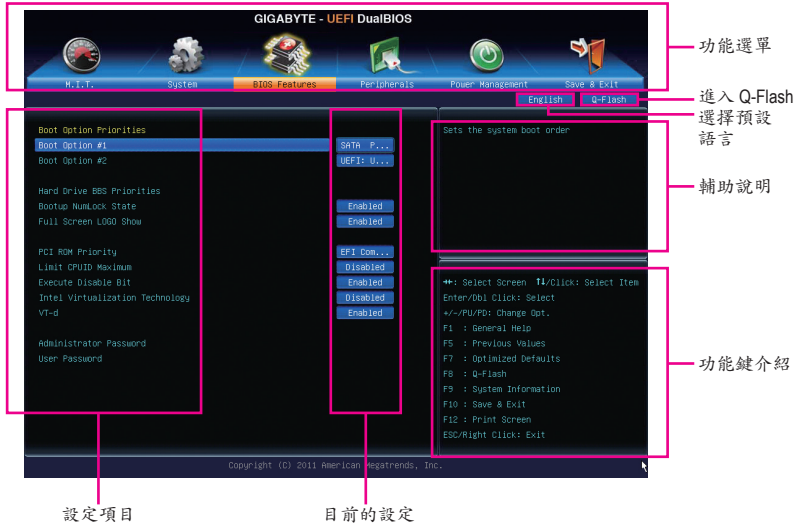 GIGABYTE - UEFI DualBIOS
M.I.T.
System
BIOS Features
Peripherals
Power Management
Save & Exit
功能選單
English
Q-Flash
進入 Q-Flash
選擇預設
語言
Boot Option Priorities
Boot Option #1
SATA P...
Boot Option #2
UEFI: U...
Hard Drive BBS Priorities
Bootup NumLock State
Enabled
Full Screen LOGO Show
Enabled
PCI ROM Priority
EFI Com...
Limit CPUID Maximum
Disabled
Execute Disable Bit
Enabled
Intel Virtualization Technology
Disabled
VT-d
Enabled
Administrator Password
User Password
Sets the system boot order
輔助說明
→←: Select Screen ↑↓/Click: Select Item
Enter/Dbl Click: Select
+/-/PU/PD: Change Opt.
F1 : General Help
F5 : Previous Values
F7 : Optimized Defaults
F8 : Q-Flash
F9 : System Information
F10 : Save & Exit
F12 : Print Screen
ESC/Right Click: Exit
功能鍵介紹
Copyright (C) 2011 American Megatrends, Inc.
設定項目
目前的設定